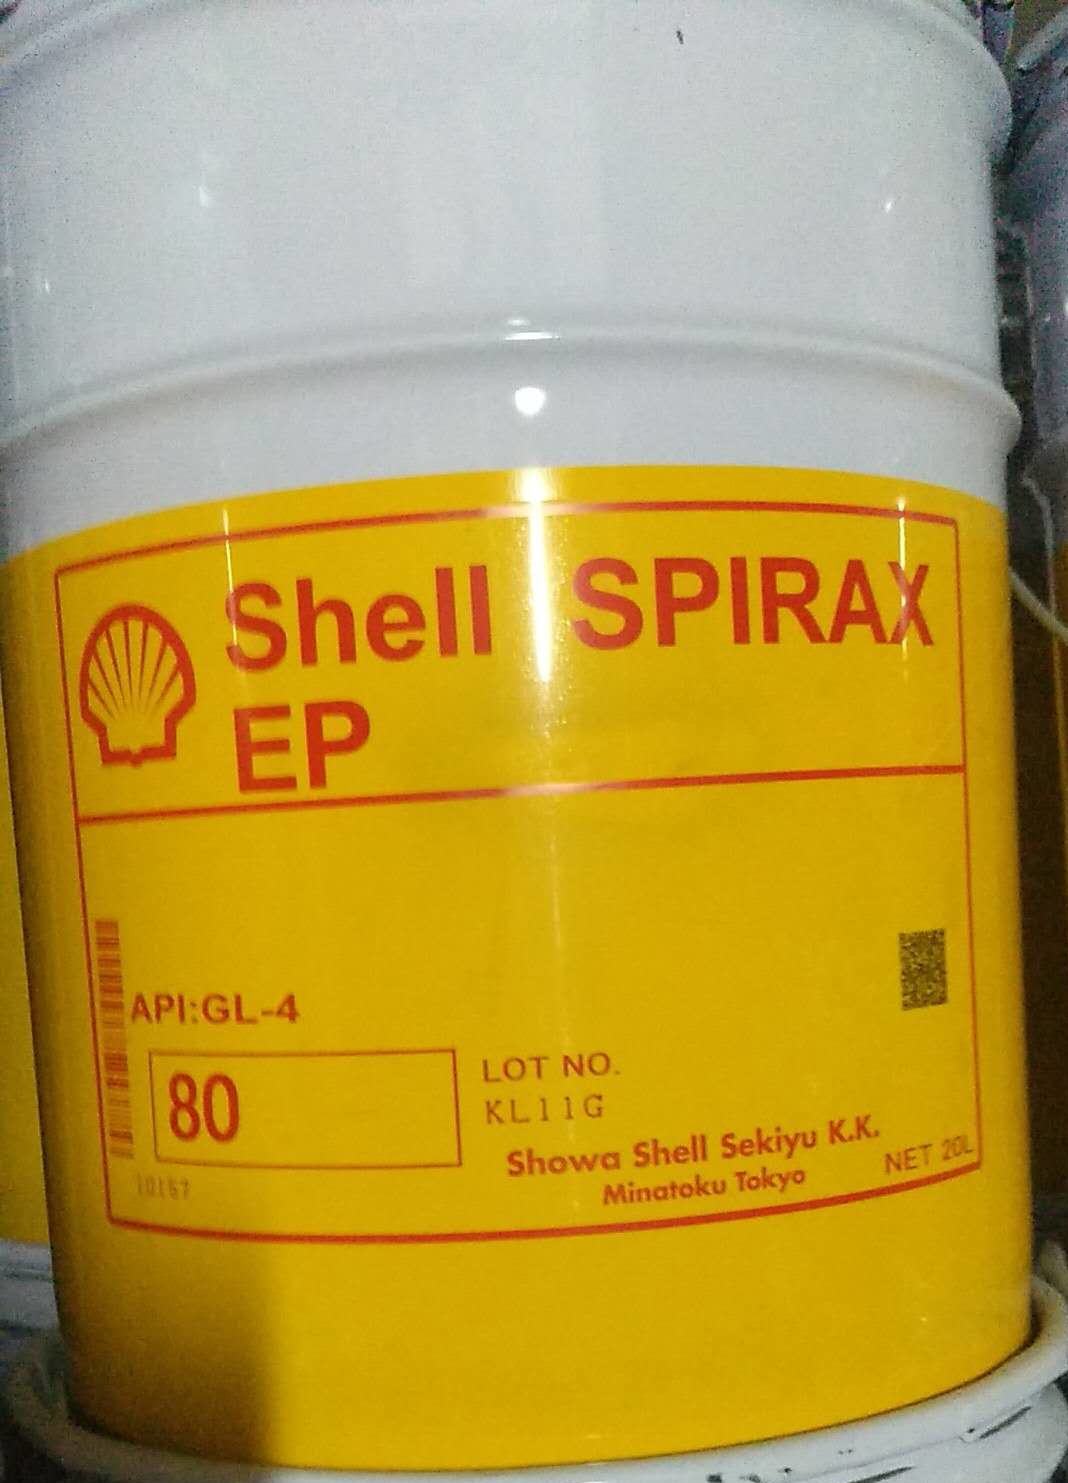 Shell SPIRAX
EP
API:GL-4
80
LOT NO.
KL11G
Showa Shell Sekiyu K.K.
Minatoku Tokyo
NET 20L